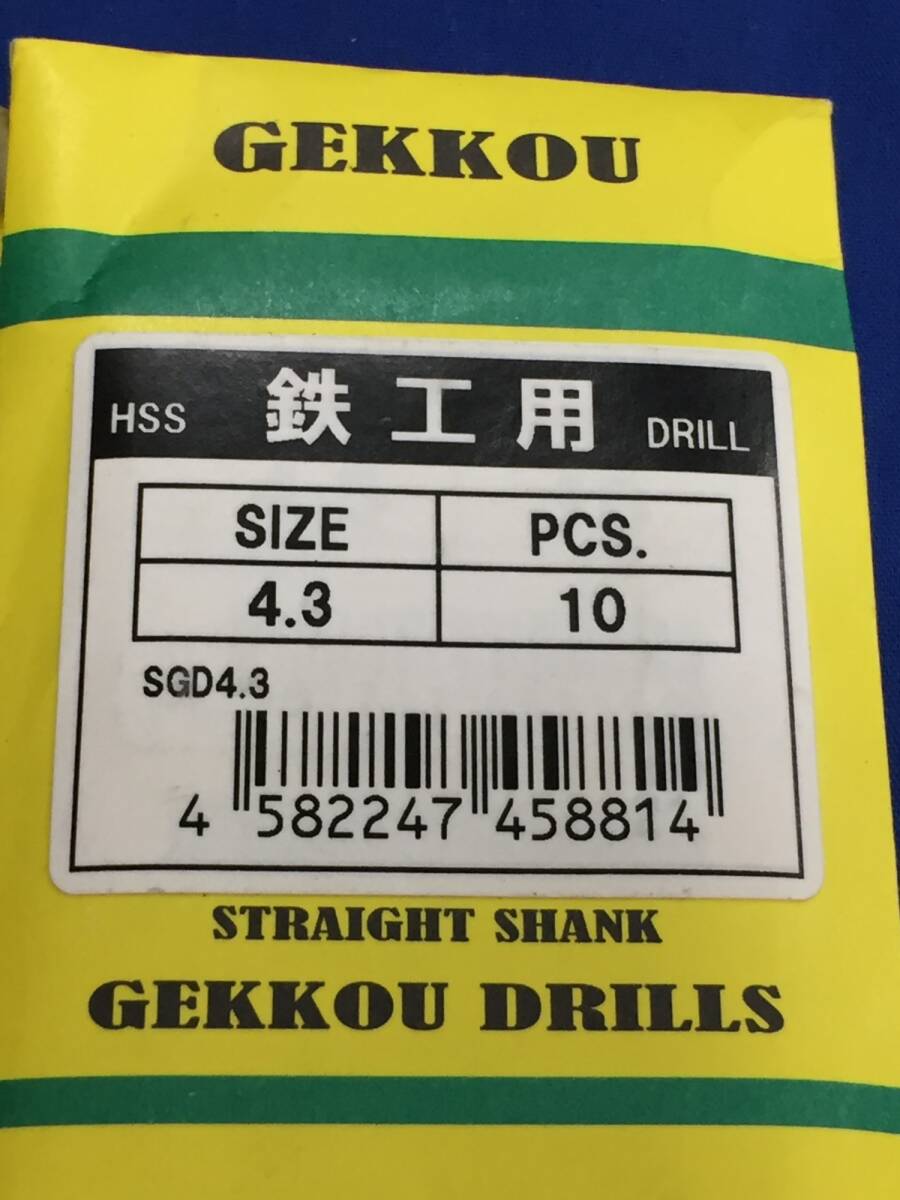 GEKKOU
HSS 鉄工用 DRILL
SIZE PCS.
4.3 10
SGD4.3
4 582247 458814
STRAIGHT SHANK
GEKKOU DRILLS